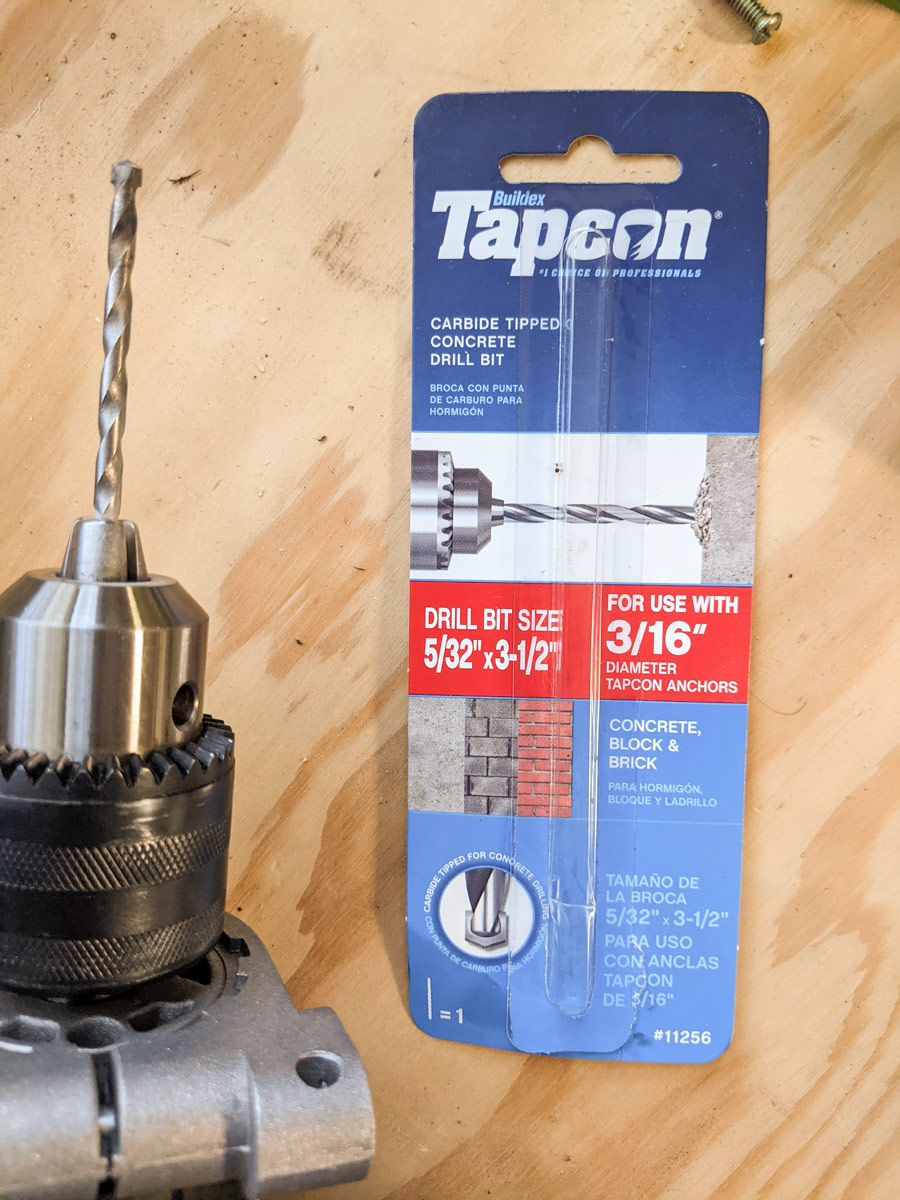 Buildex
Tapcon®
#1 CHOICE OF PROFESSIONALS
CARBIDE TIPPED
CONCRETE
DRILL BIT
BROCA CON PUNTA
DE CARBURO PARA
HORMIGÓN
DRILL BIT SIZE
5/32" x 3-1/2"
FOR USE WITH
3/16"
DIAMETER
TAPCON ANCHORS
CONCRETE,
BLOCK &
BRICK
PARA HORMIGÓN,
BLOQUE Y LADRILLO
CARBIDE TIPPED FOR CONCRETE DRILLING
CON PUNTA DE CARBURO PARA HORMIGÓN
TAMAÑO DE
LA BROCA
5/32" x 3-1/2"
PARA USO
CON ANCLAS
TAPCON
DE 3/16"
= 1
#11256